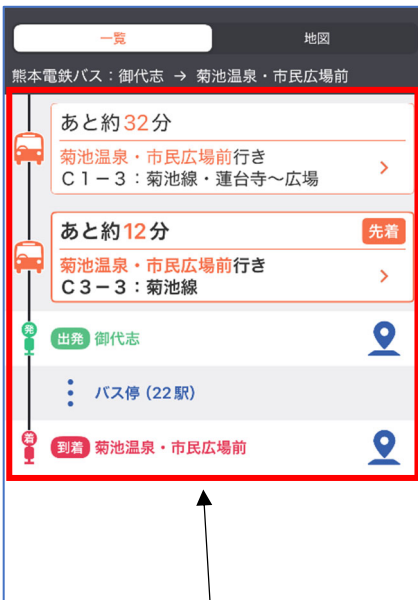 一覧 地図
熊本電鉄バス：御代志 → 菊池温泉・市民広場前
あと約32分
菊池温泉・市民広場前行き
C1－3：菊池線・蓮台寺～広場
あと約12分 先着
菊池温泉・市民広場前行き
C3－3：菊池線
発 出発 御代志
バス停（22駅）
着 到着 菊池温泉・市民広場前